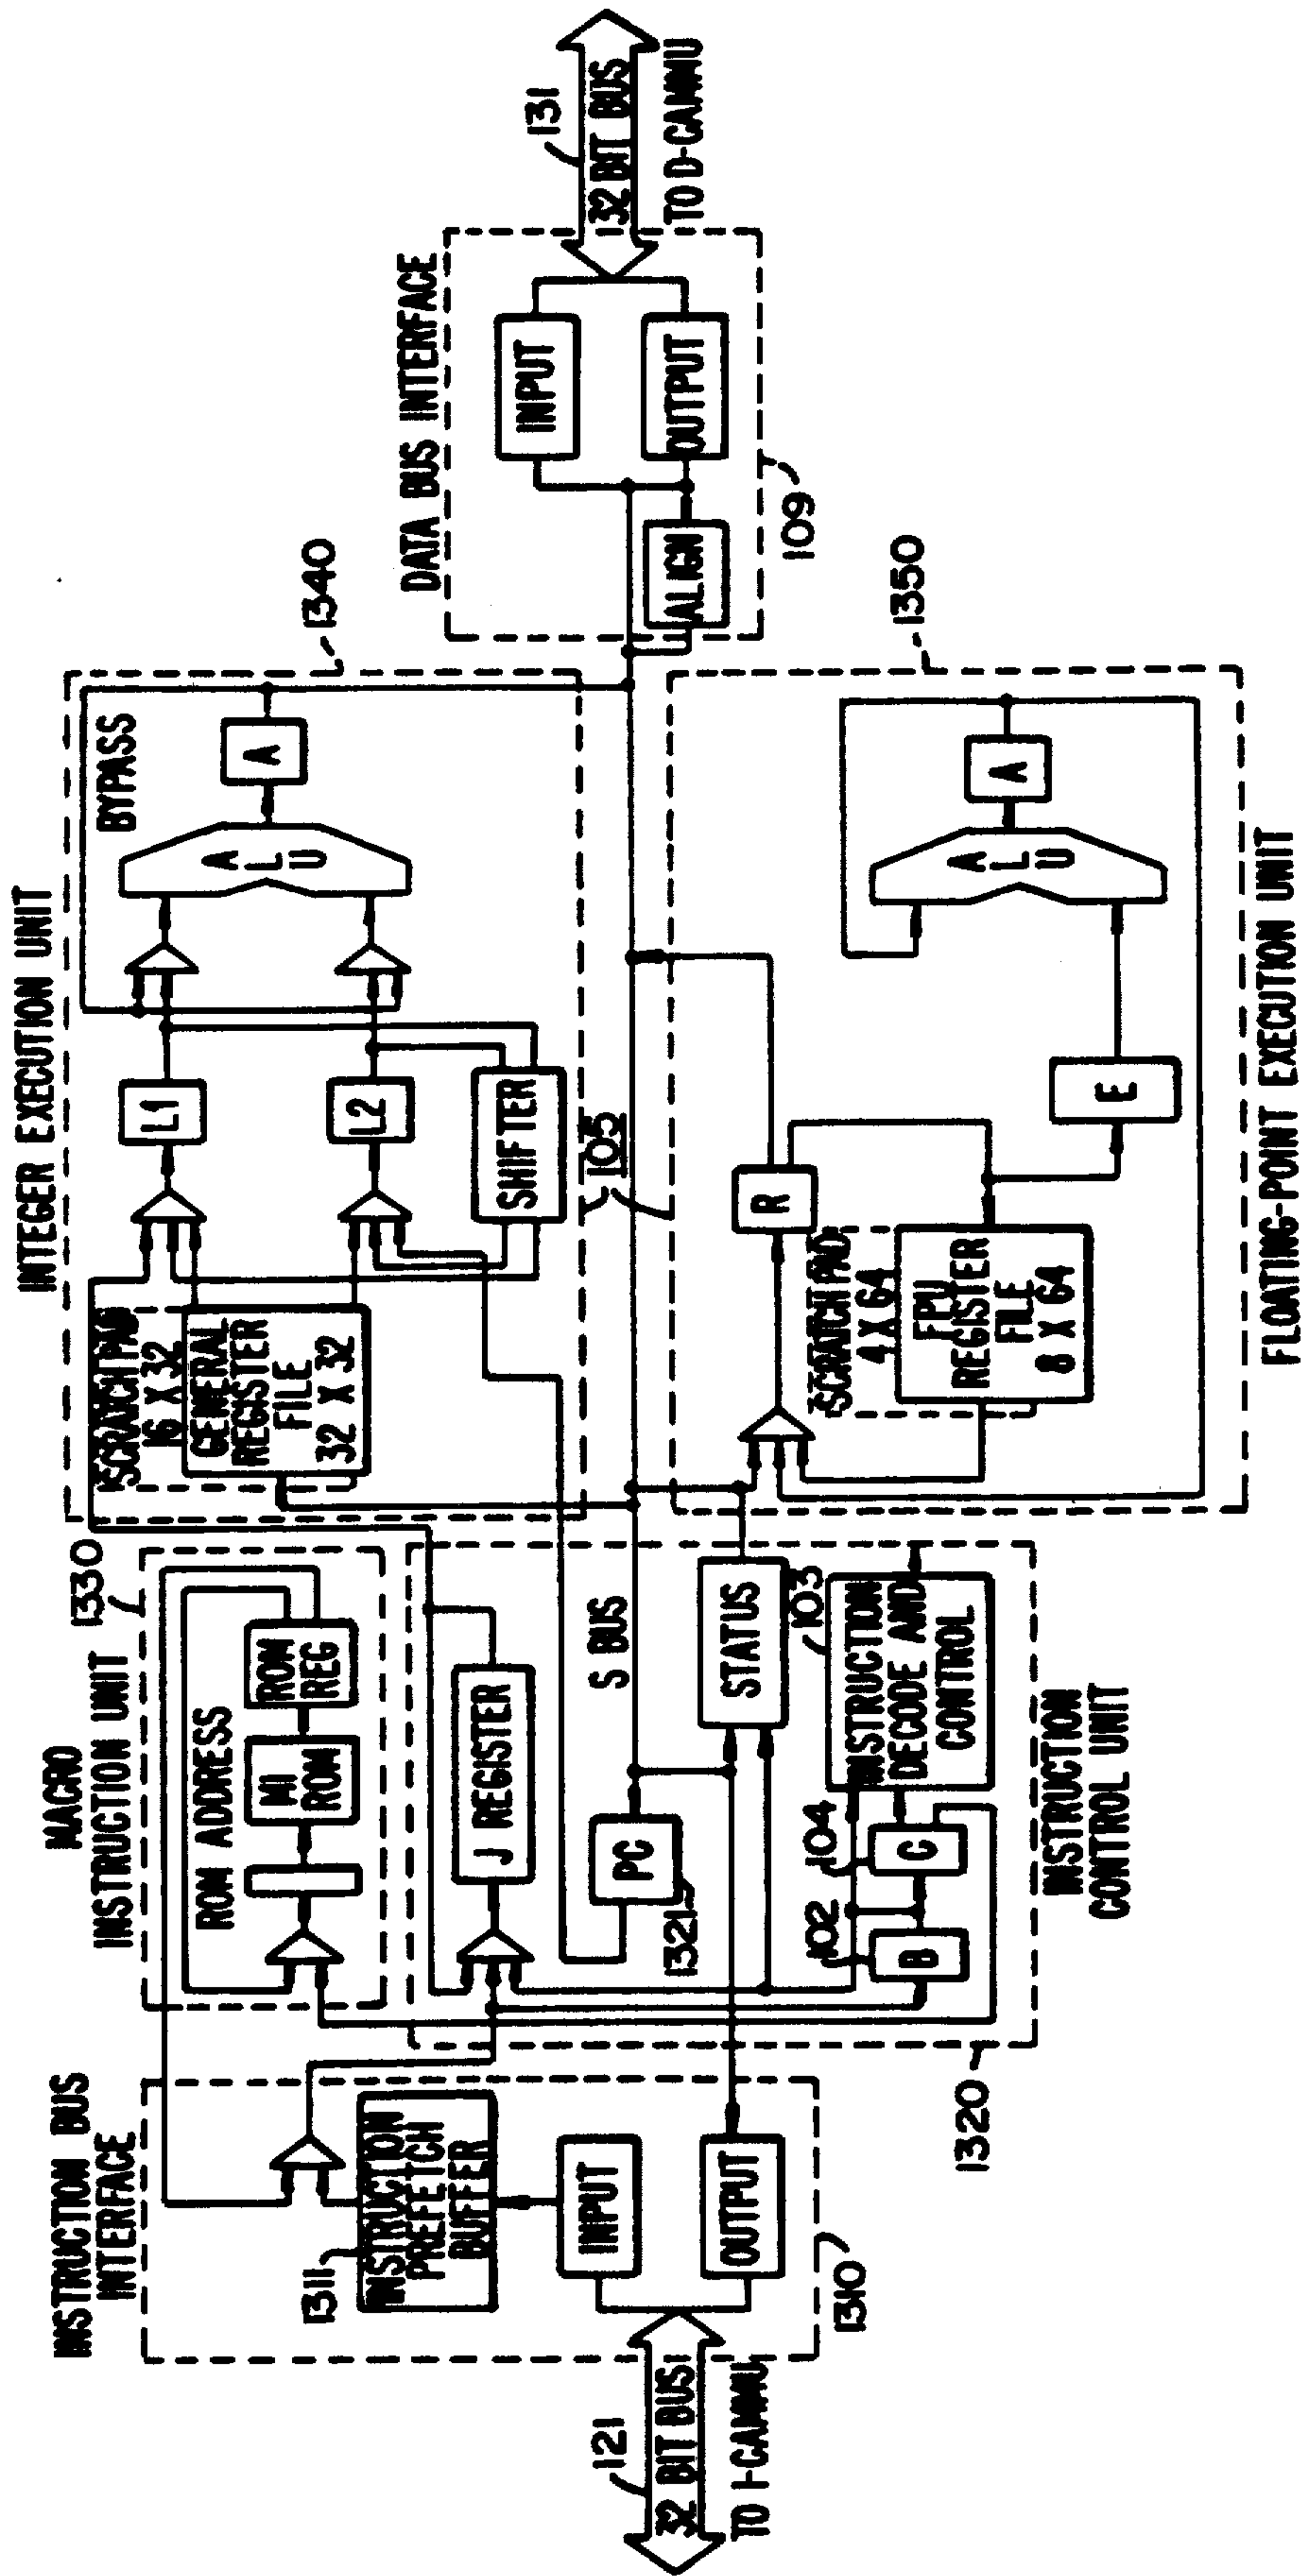 INSTRUCTION BUS
INTERFACE
1311
INSTRUCTION
PREFETCH
BUFFER
INPUT
OUTPUT
1310
121
32 BIT BUS
TO I-CAMMU
MACRO
INSTRUCTION UNIT
1330
ROM ADDRESS
MI
ROM
ROM
REG
J REGISTER
PC
1321
S BUS
STATUS
103
INSTRUCTION
DECODE AND
CONTROL
102
B
104
C
1320
INSTRUCTION
CONTROL UNIT
INTEGER EXECUTION UNIT
1340
SCRATCH PAD
16 X 32
GENERAL
REGISTER
FILE
32 X 32
L1
L2
SHIFTER
BYPASS
ALU
A
105
SCRATCH PAD
4 X 64
FPU
REGISTER
FILE
8 X 64
R
E
ALU
A
1350
FLOATING-POINT EXECUTION UNIT
DATA BUS INTERFACE
ALIGN
INPUT
OUTPUT
109
131
32 BIT BUS
TO D-CAMMU